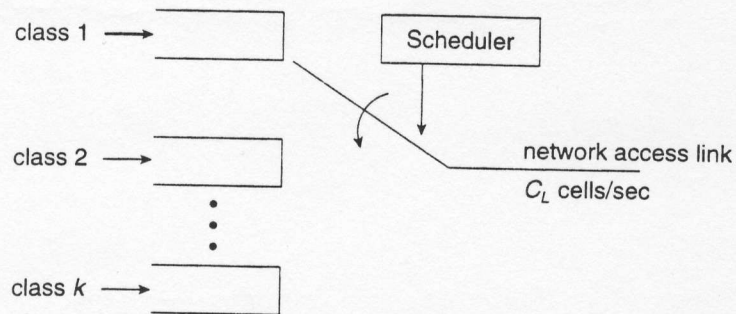 class 1
Scheduler
class 2
network access link
C_L cells/sec
class k